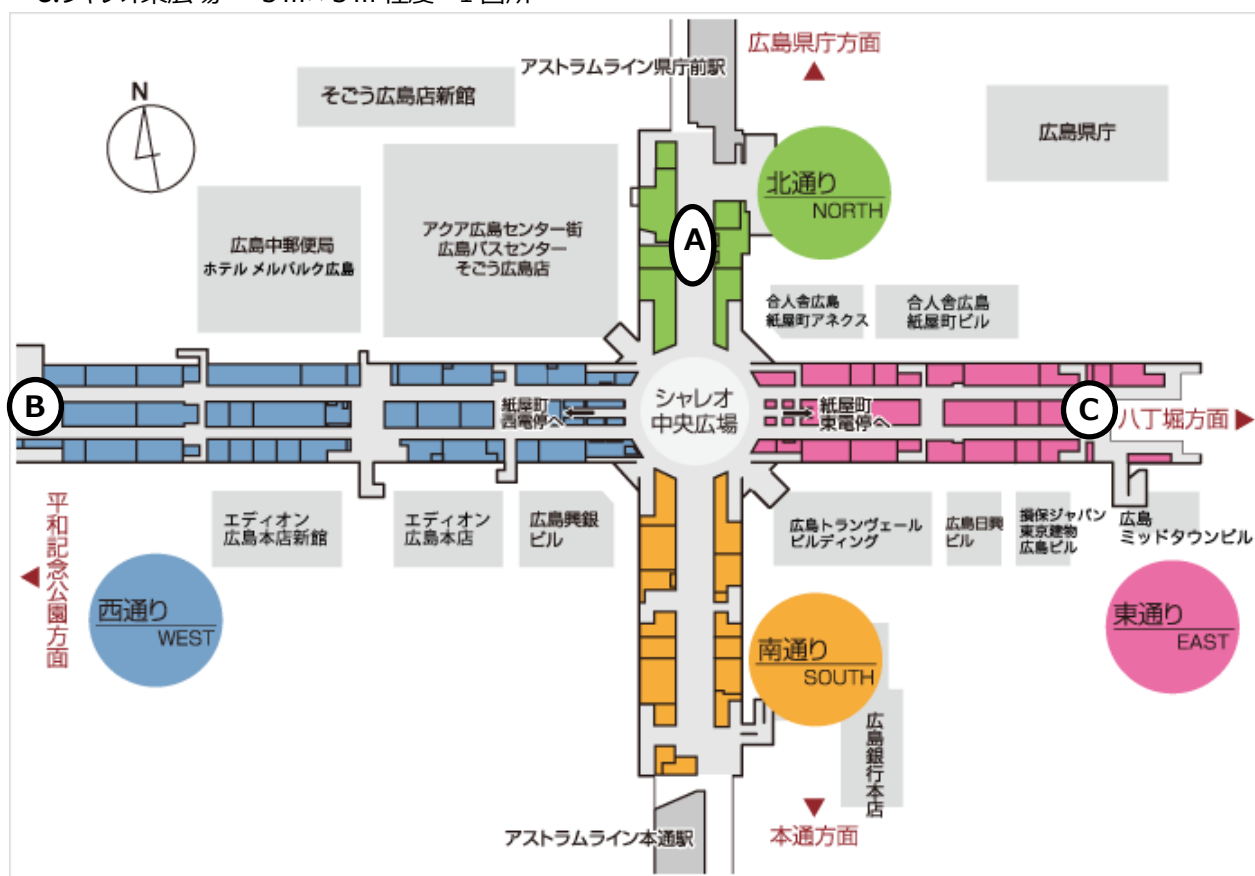 広島県庁方面
アストラムライン県庁前駅
そごう広島店新館
N
広島県庁
北通り
NORTH
A
アクア広島センター街
広島バスセンター
そごう広島店
広島中郵便局
ホテル メルパルク広島
合人舎広島
紙屋町アネクス
合人舎広島
紙屋町ビル
B
紙屋町
西電停へ
シャレオ
中央広場
紙屋町
東電停へ
C
八丁堀方面
平和記念公園方面
エディオン
広島本店新館
エディオン
広島本店
広島興銀
ビル
広島トランヴェール
ビルディング
広島日興
ビル
損保ジャパン
東京建物
広島ビル
広島
ミッドタウンビル
西通り
WEST
南通り
SOUTH
東通り
EAST
広島銀行本店
本通方面
アストラムライン本通駅